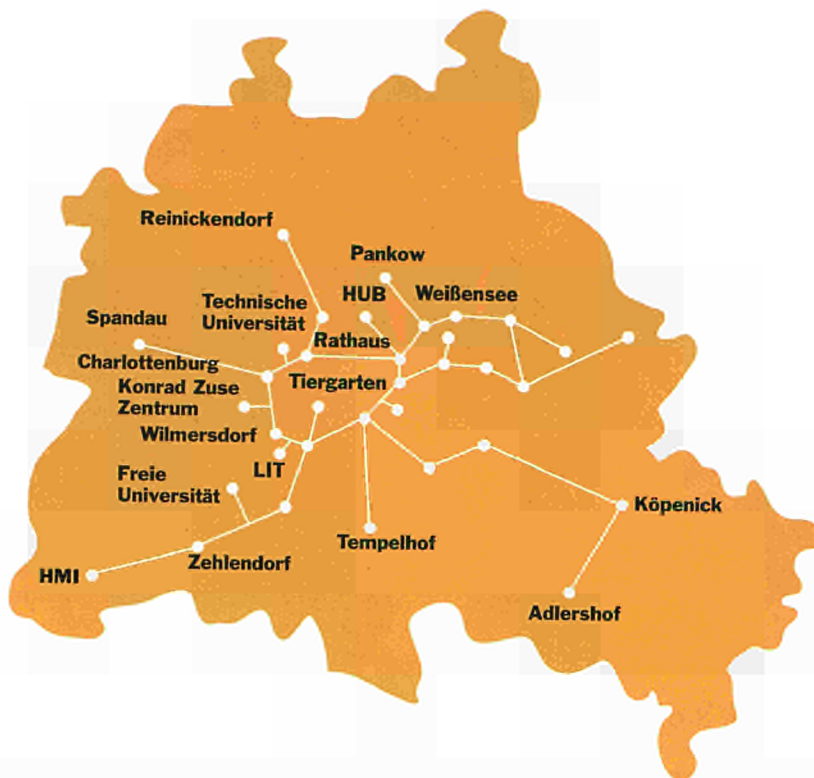 Reinickendorf
Pankow
Technische
Universität
HUB
Weißensee
Spandau
Rathaus
Charlottenburg
Konrad Zuse
Zentrum
Tiergarten
Wilmersdorf
LIT
Freie
Universität
Köpenick
Tempelhof
Zehlendorf
HMI
Adlershof